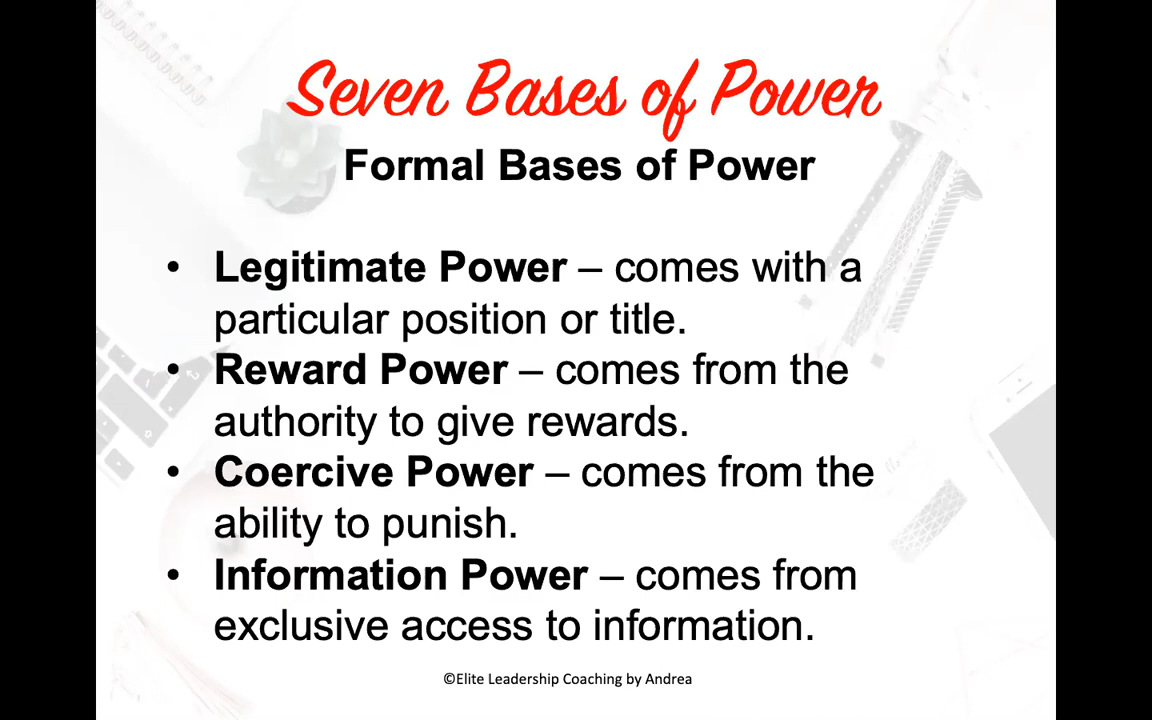 Seven Bases of Power
Formal Bases of Power
• Legitimate Power – comes with a
particular position or title.
• Reward Power – comes from the
authority to give rewards.
• Coercive Power – comes from the
ability to punish.
• Information Power – comes from
exclusive access to information.
©Elite Leadership Coaching by Andrea